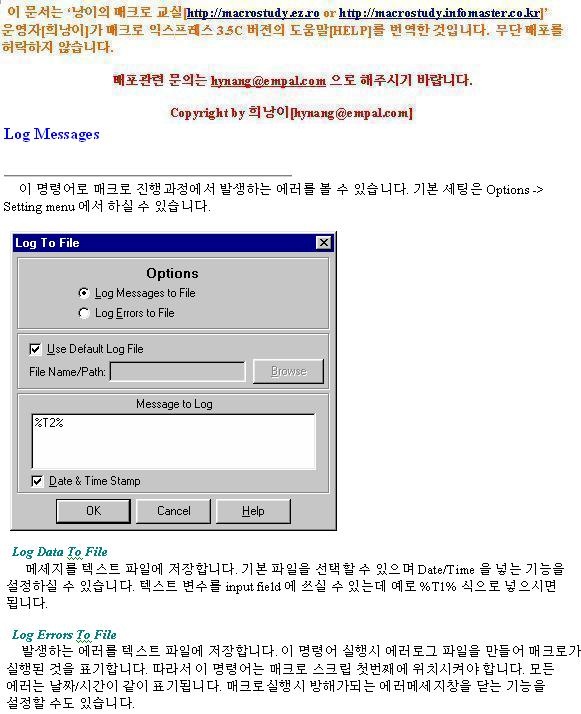 이 문서는 ‘낭이의 매크로 교실[http://macrostudy.ez.ro or http://macrostudy.infomaster.co.kr]’
운영자[희낭이]가 매크로 익스프레스 3.5C 버젼의 도움말[HELP]를 번역한 것입니다. 무단 배포를
허락하지 않습니다.
배포관련 문의는 hynang@empal.com 으로 해주시기 바랍니다.
Copyright by 희낭이[hynang@empal.com]
Log Messages
이 명령어로 매크로 진행과정에서 발생하는 에러를 볼 수 있습니다. 기본 세팅은 Options ->
Setting menu 에서 하실 수 있습니다.
Log To File
Options
Log Messages to File
Log Errors to File
Use Default Log File
File Name/Path:
Browse
Message to Log
%T2%
Date & Time Stamp
OK
Cancel
Help
Log Data To File
메세지를 텍스트 파일에 저장합니다. 기본 파일을 선택할 수 있으며 Date/Time 을 넣는 기능을
설정하실 수 있습니다. 텍스트 변수를 input field 에 쓰실 수 있는데 예로 %T1% 식으로 넣으시면
됩니다.
Log Errors To File
발생하는 에러를 텍스트 파일에 저장합니다. 이 명령어 실행시 에러로그 파일을 만들어 매크로가
실행된 것을 표기합니다. 따라서 이 명령어는 매크로 스크립 첫번째에 위치시켜야 합니다. 모든
에러는 날짜/시간이 같이 표기됩니다. 매크로실행시 방해가되는 에러메세지창을 닫는 기능을
설정할 수도 있습니다.